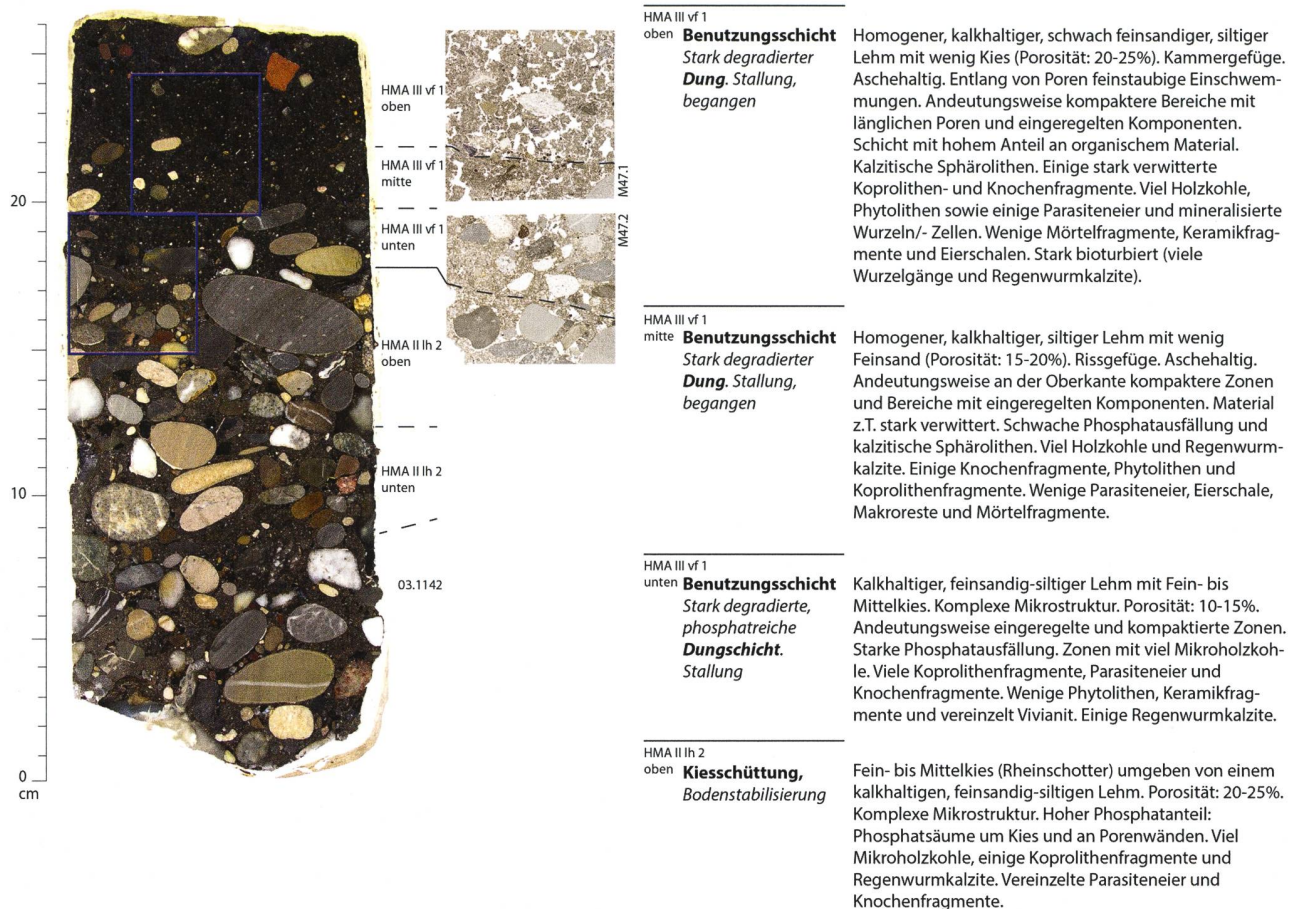 20
10
0
cm
HMA III vf 1
oben
HMA III vf 1
mitte
HMA III vf 1
unten
HMA II lh 2
oben
HMA II lh 2
unten
03.1142
M47.1
M47.2
HMA III vf 1
oben Benutzungsschicht
Stark degradierter
Dung. Stallung,
begangen
Homogener, kalkhaltiger, schwach feinsandiger, siltiger
Lehm mit wenig Kies (Porosität: 20-25%). Kammergefüge.
Aschehaltig. Entlang von Poren feinstaubige Einschwem-
mungen. Andeutungsweise kompaktere Bereiche mit
länglichen Poren und eingeregelten Komponenten.
Schicht mit hohem Anteil an organischem Material.
Kalzitische Sphärolithen. Einige stark verwitterte
Koprolithen- und Knochenfragmente. Viel Holzkohle,
Phytolithen sowie einige Parasiteneier und mineralisierte
Wurzeln/- Zellen. Wenige Mörtelfragmente, Keramikfrag-
mente und Eierschalen. Stark bioturbiert (viele
Wurzelgänge und Regenwurmkalzite).
HMA III vf 1
mitte Benutzungsschicht
Stark degradierter
Dung. Stallung,
begangen
Homogener, kalkhaltiger, siltiger Lehm mit wenig
Feinsand (Porosität: 15-20%). Rissgefüge. Aschehaltig.
Andeutungsweise an der Oberkante kompaktere Zonen
und Bereiche mit eingeregelten Komponenten. Material
z.T. stark verwittert. Schwache Phosphatausfällung und
kalzitische Sphärolithen. Viel Holzkohle und Regenwurm-
kalzite. Einige Knochenfragmente, Phytolithen und
Koprolithenfragmente. Wenige Parasiteneier, Eierschale,
Makroreste und Mörtelfragmente.
HMA III vf 1
unten Benutzungsschicht
Stark degradierte,
phosphatreiche
Dungschicht.
Stallung
Kalkhaltiger, feinsandig-siltiger Lehm mit Fein- bis
Mittelkies. Komplexe Mikrostruktur. Porosität: 10-15%.
Andeutungsweise eingeregelte und kompaktierte Zonen.
Starke Phosphatausfällung. Zonen mit viel Mikroholzkoh-
le. Viele Koprolithenfragmente, Parasiteneier und
Knochenfragmente. Wenige Phytolithen, Keramikfrag-
mente und vereinzelt Vivianit. Einige Regenwurmkalzite.
HMA II lh 2
oben Kiesschüttung,
Bodenstabilisierung
Fein- bis Mittelkies (Rheinschotter) umgeben von einem
kalkhaltigen, feinsandig-siltigen Lehm. Porosität: 20-25%.
Komplexe Mikrostruktur. Hoher Phosphatanteil:
Phosphatsäume um Kies und an Porenwänden. Viel
Mikroholzkohle, einige Koprolithenfragmente und
Regenwurmkalzite. Vereinzelte Parasiteneier und
Knochenfragmente.